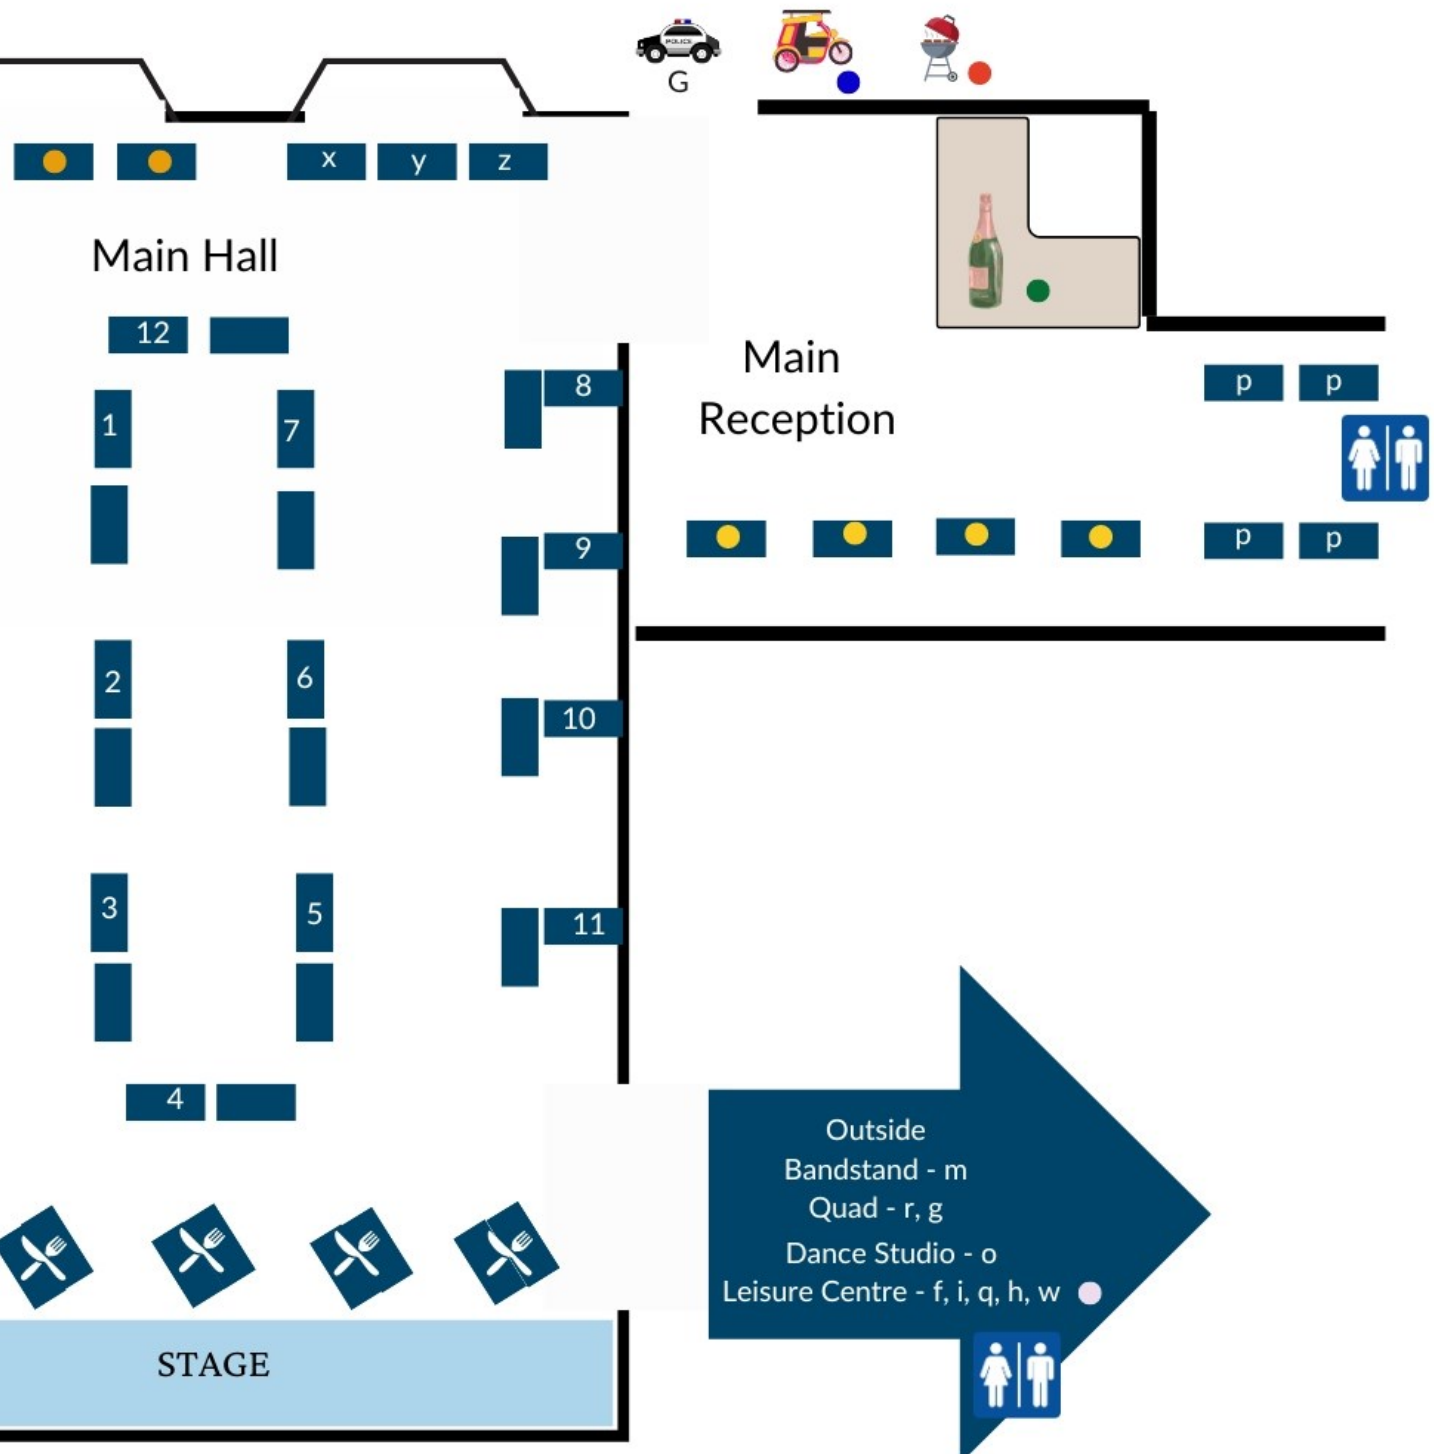 POLICE
G
x y z
Main Hall
12
8
Main
Reception
p p
1
7
9
p p
2
6
10
3
5
11
4
Outside
Bandstand - m
Quad - r, g
Dance Studio - o
Leisure Centre - f, i, q, h, w
STAGE